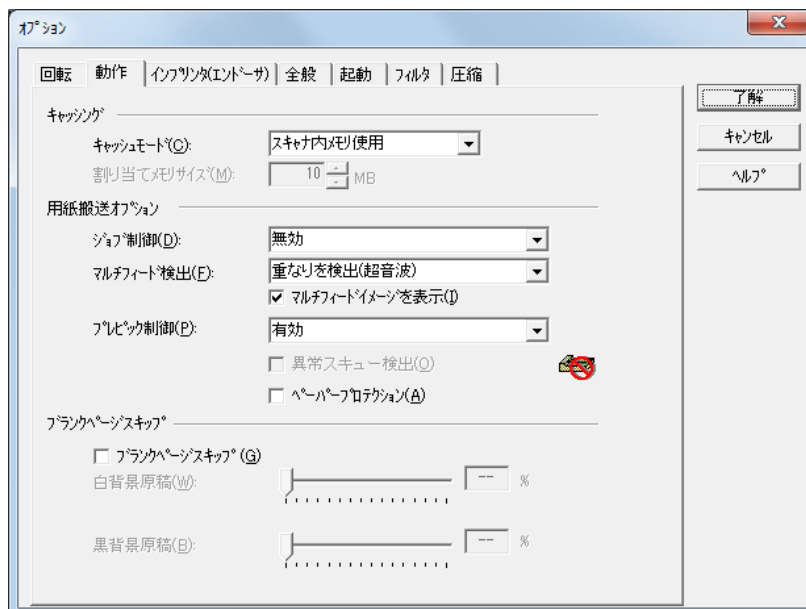 ｵﾌﾟｼｮﾝ
回転 動作 ｲﾝﾌﾟﾘﾝﾀ(ｴﾝﾄﾞｰｻ) 全般 起動 ﾌｨﾙﾀ 圧縮
了解
ｷｬﾝｾﾙ
ﾍﾙﾌﾟ
ｷｬｯｼﾝｸﾞ
ｷｬｯｼｭﾓｰﾄﾞ(C): ｽｷｬﾅ内ﾒﾓﾘ使用
割り当てﾒﾓﾘｻｲｽﾞ(M): 10 MB
用紙搬送ｵﾌﾟｼｮﾝ
ｼﾞｮﾌﾞ制御(D): 無効
ﾏﾙﾁﾌｨｰﾄﾞ検出(F): 重なりを検出(超音波)
ﾏﾙﾁﾌｨｰﾄﾞｲﾒｰｼﾞを表示(I)
ﾌﾟﾚﾋﾟｯｸ制御(P): 有効
異常スキュー検出(O)
ﾍﾟｰﾊﾟｰﾌﾟﾛﾃｸｼｮﾝ(A)
ﾌﾞﾗﾝｸﾍﾟｰｼﾞｽｷｯﾌﾟ
ﾌﾞﾗﾝｸﾍﾟｰｼﾞｽｷｯﾌﾟ(G)
白背景原稿(W): -- %
黒背景原稿(B): -- %